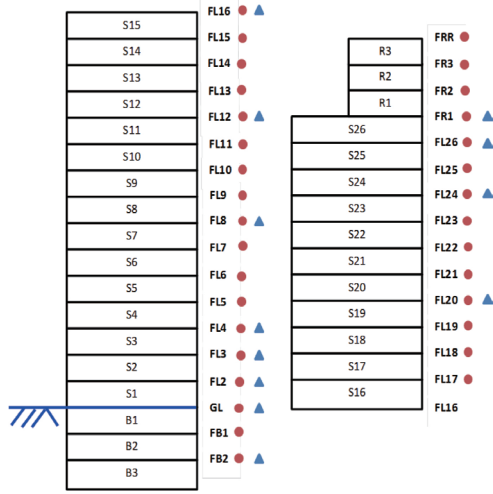 FL16
S15
FL15
S14
FL14
S13
FL13
S12
FL12
S11
FL11
S10
FL10
S9
FL9
S8
FL8
S7
FL7
S6
FL6
S5
FL5
S4
FL4
S3
FL3
S2
FL2
S1
GL
B1
FB1
B2
FB2
B3
FRR
R3
FR3
R2
FR2
R1
FR1
S26
FL26
S25
FL25
S24
FL24
S23
FL23
S22
FL22
S21
FL21
S20
FL20
S19
FL19
S18
FL18
S17
FL17
S16
FL16